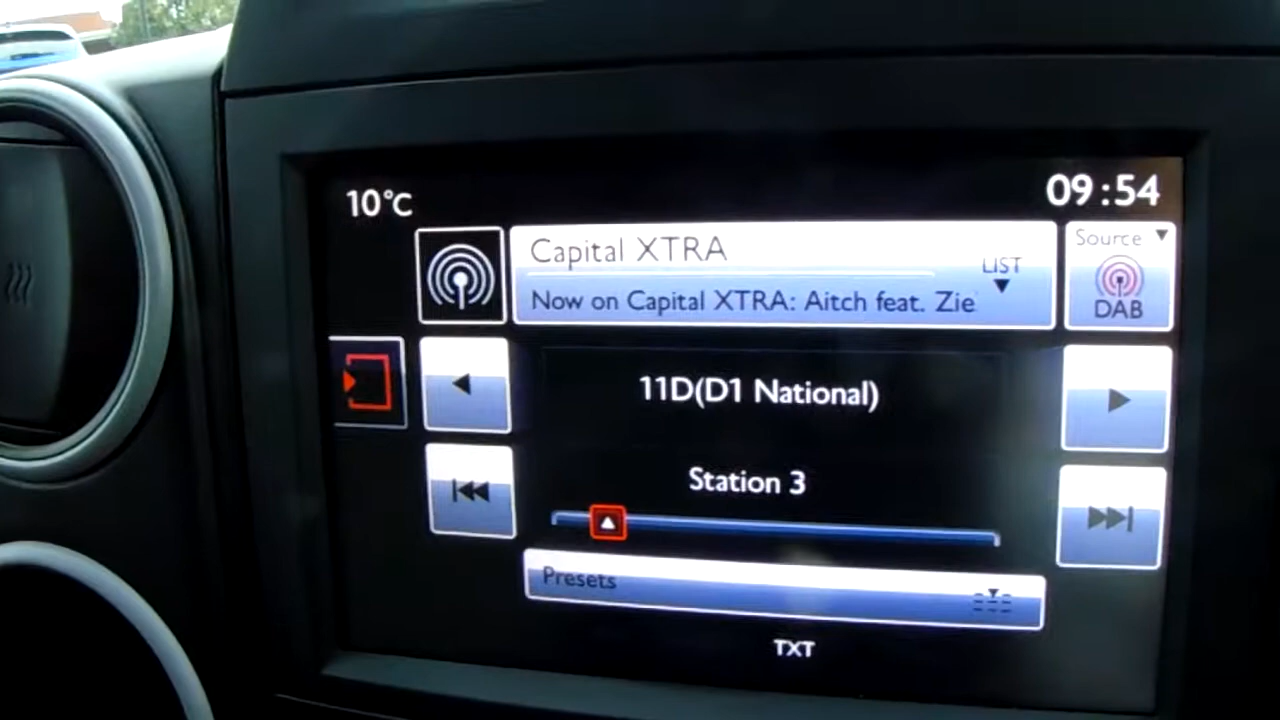 10°C
09:54
Capital XTRA
LIST
Now on Capital XTRA: Aitch feat. Zie
Source
DAB
11D(D1 National)
Station 3
Presets
TXT